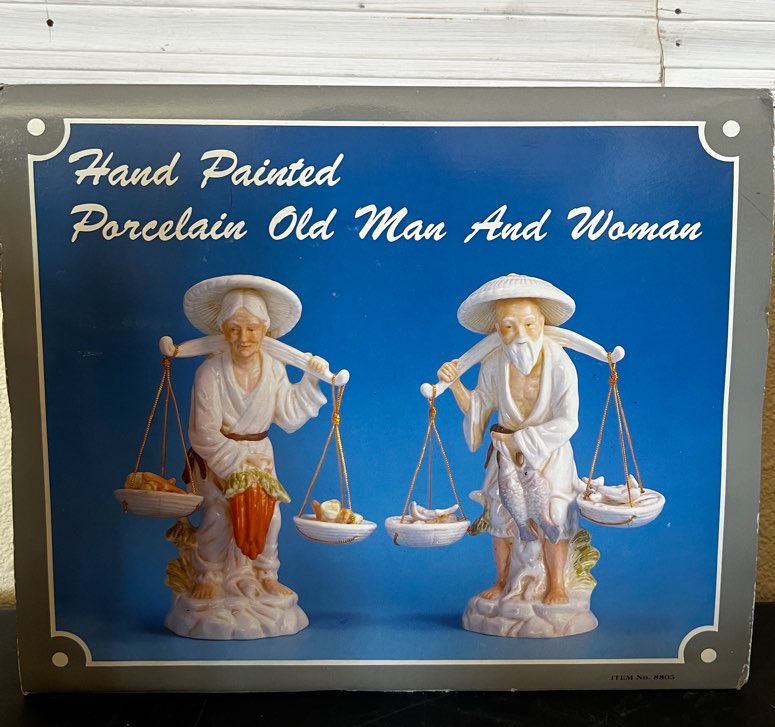 Hand Painted
Porcelain Old Man And Woman
ITEM No. 8805